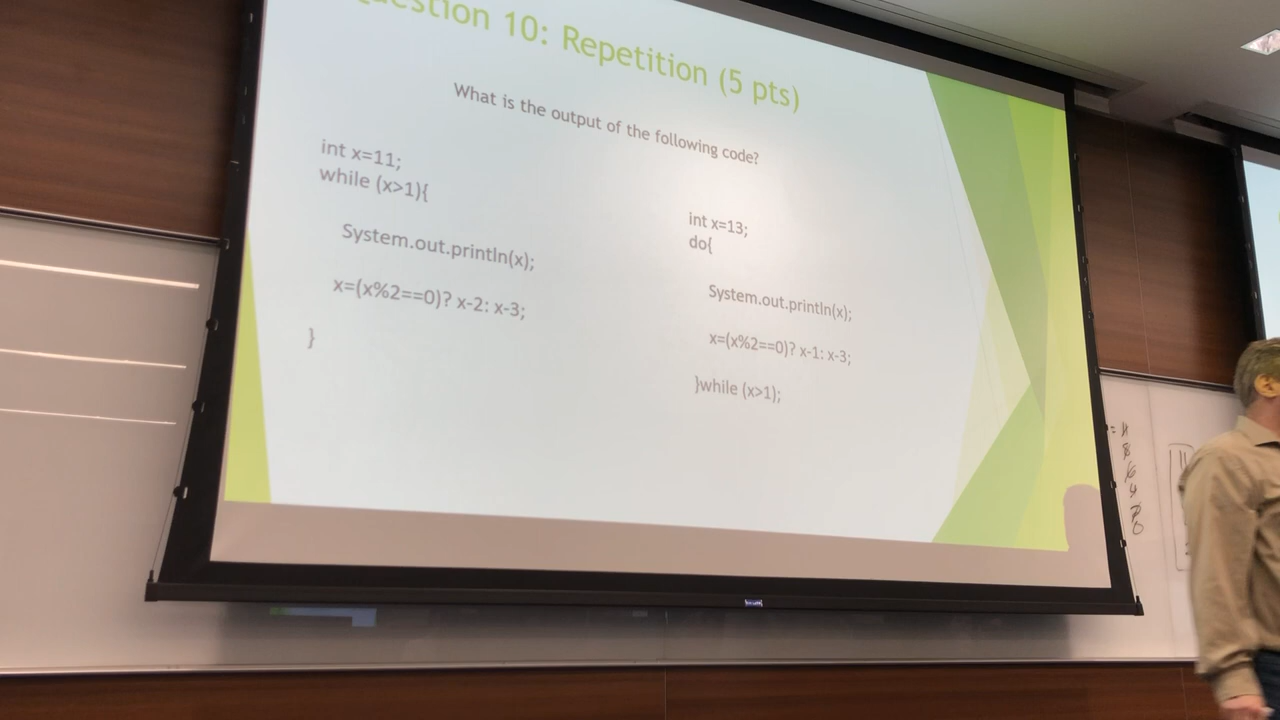 uestion 10: Repetition (5 pts)
What is the output of the following code?
int x=11;
while (x>1){
System.out.println(x);
x=(x%2==0)? x-2: x-3;
}
int x=13;
do{
System.out.println(x);
x=(x%2==0)? x-1: x-3;
}while (x>1);